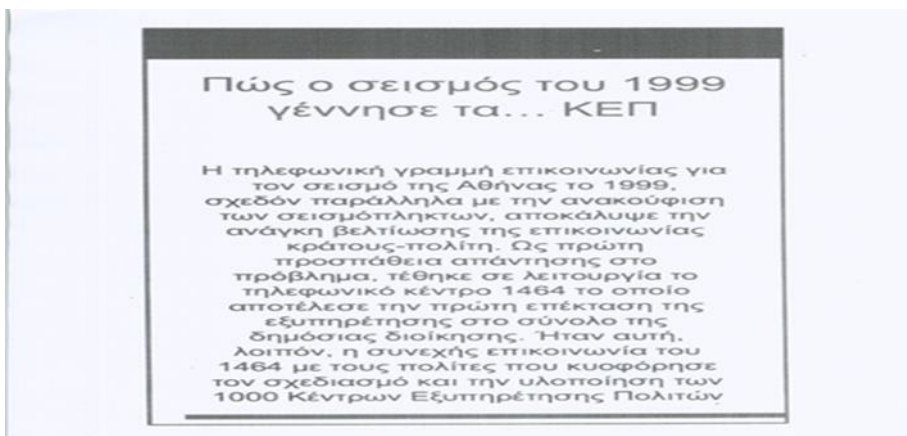 Πώς ο σεισμός του 1999
γέννησε τα... ΚΕΠ
Η τηλεφωνική γραμμή επικοινωνίας για
τον σεισμό της Αθήνας το 1999,
σχεδόν παράλληλα με την ανακούφιση
των σεισμόπληκτων, αποκάλυψε την
ανάγκη βελτίωσης της επικοινωνίας
κράτους-πολίτη. Ως πρώτη
προσπάθεια απάντησης στο
πρόβλημα, τέθηκε σε λειτουργία το
τηλεφωνικό κέντρο 1464 το οποίο
αποτέλεσε την πρώτη επέκταση της
εξυπηρέτησης στο σύνολο της
δημόσιας διοίκησης. Ήταν αυτή,
λοιπόν, η συνεχής επικοινωνία του
1464 με τους πολίτες που κυοφόρησε
τον σχεδιασμό και την υλοποίηση των
1000 Κέντρων Εξυπηρέτησης Πολιτών